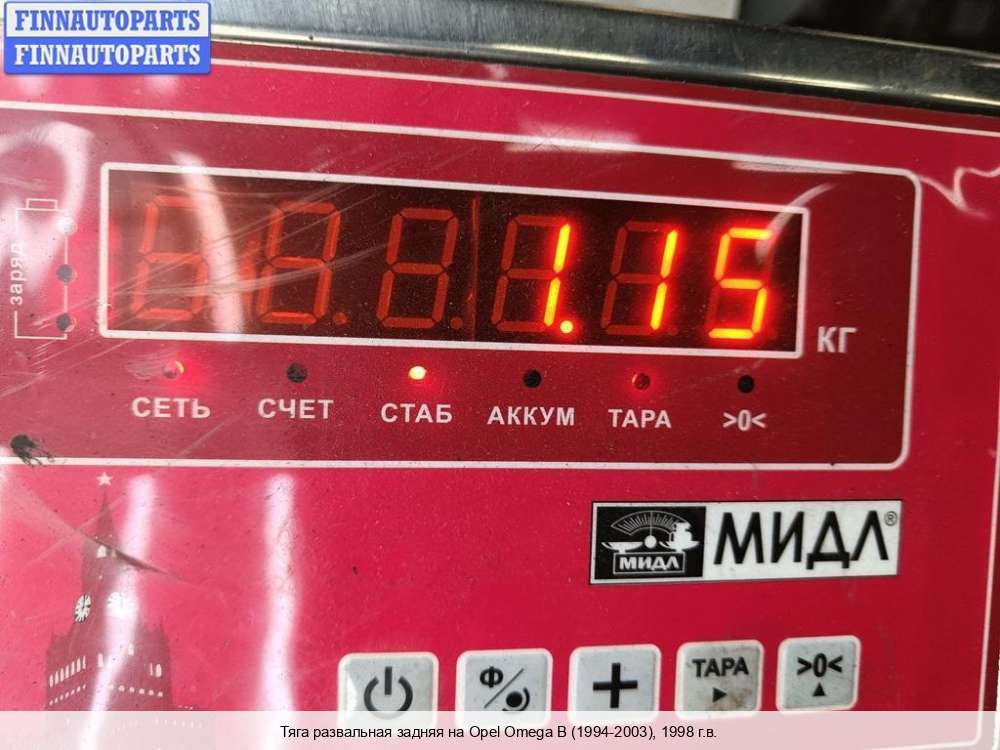 FINNAUTOPARTS
FINNAUTOPARTS
заряд
1.15
КГ
СЕТЬ СЧЕТ СТАБ АККУМ ТАРА >0<
МИДЛ МИДЛ®
Ф ТАРА >0<
Тяга развальная задняя на Opel Omega B (1994-2003), 1998 г.в.